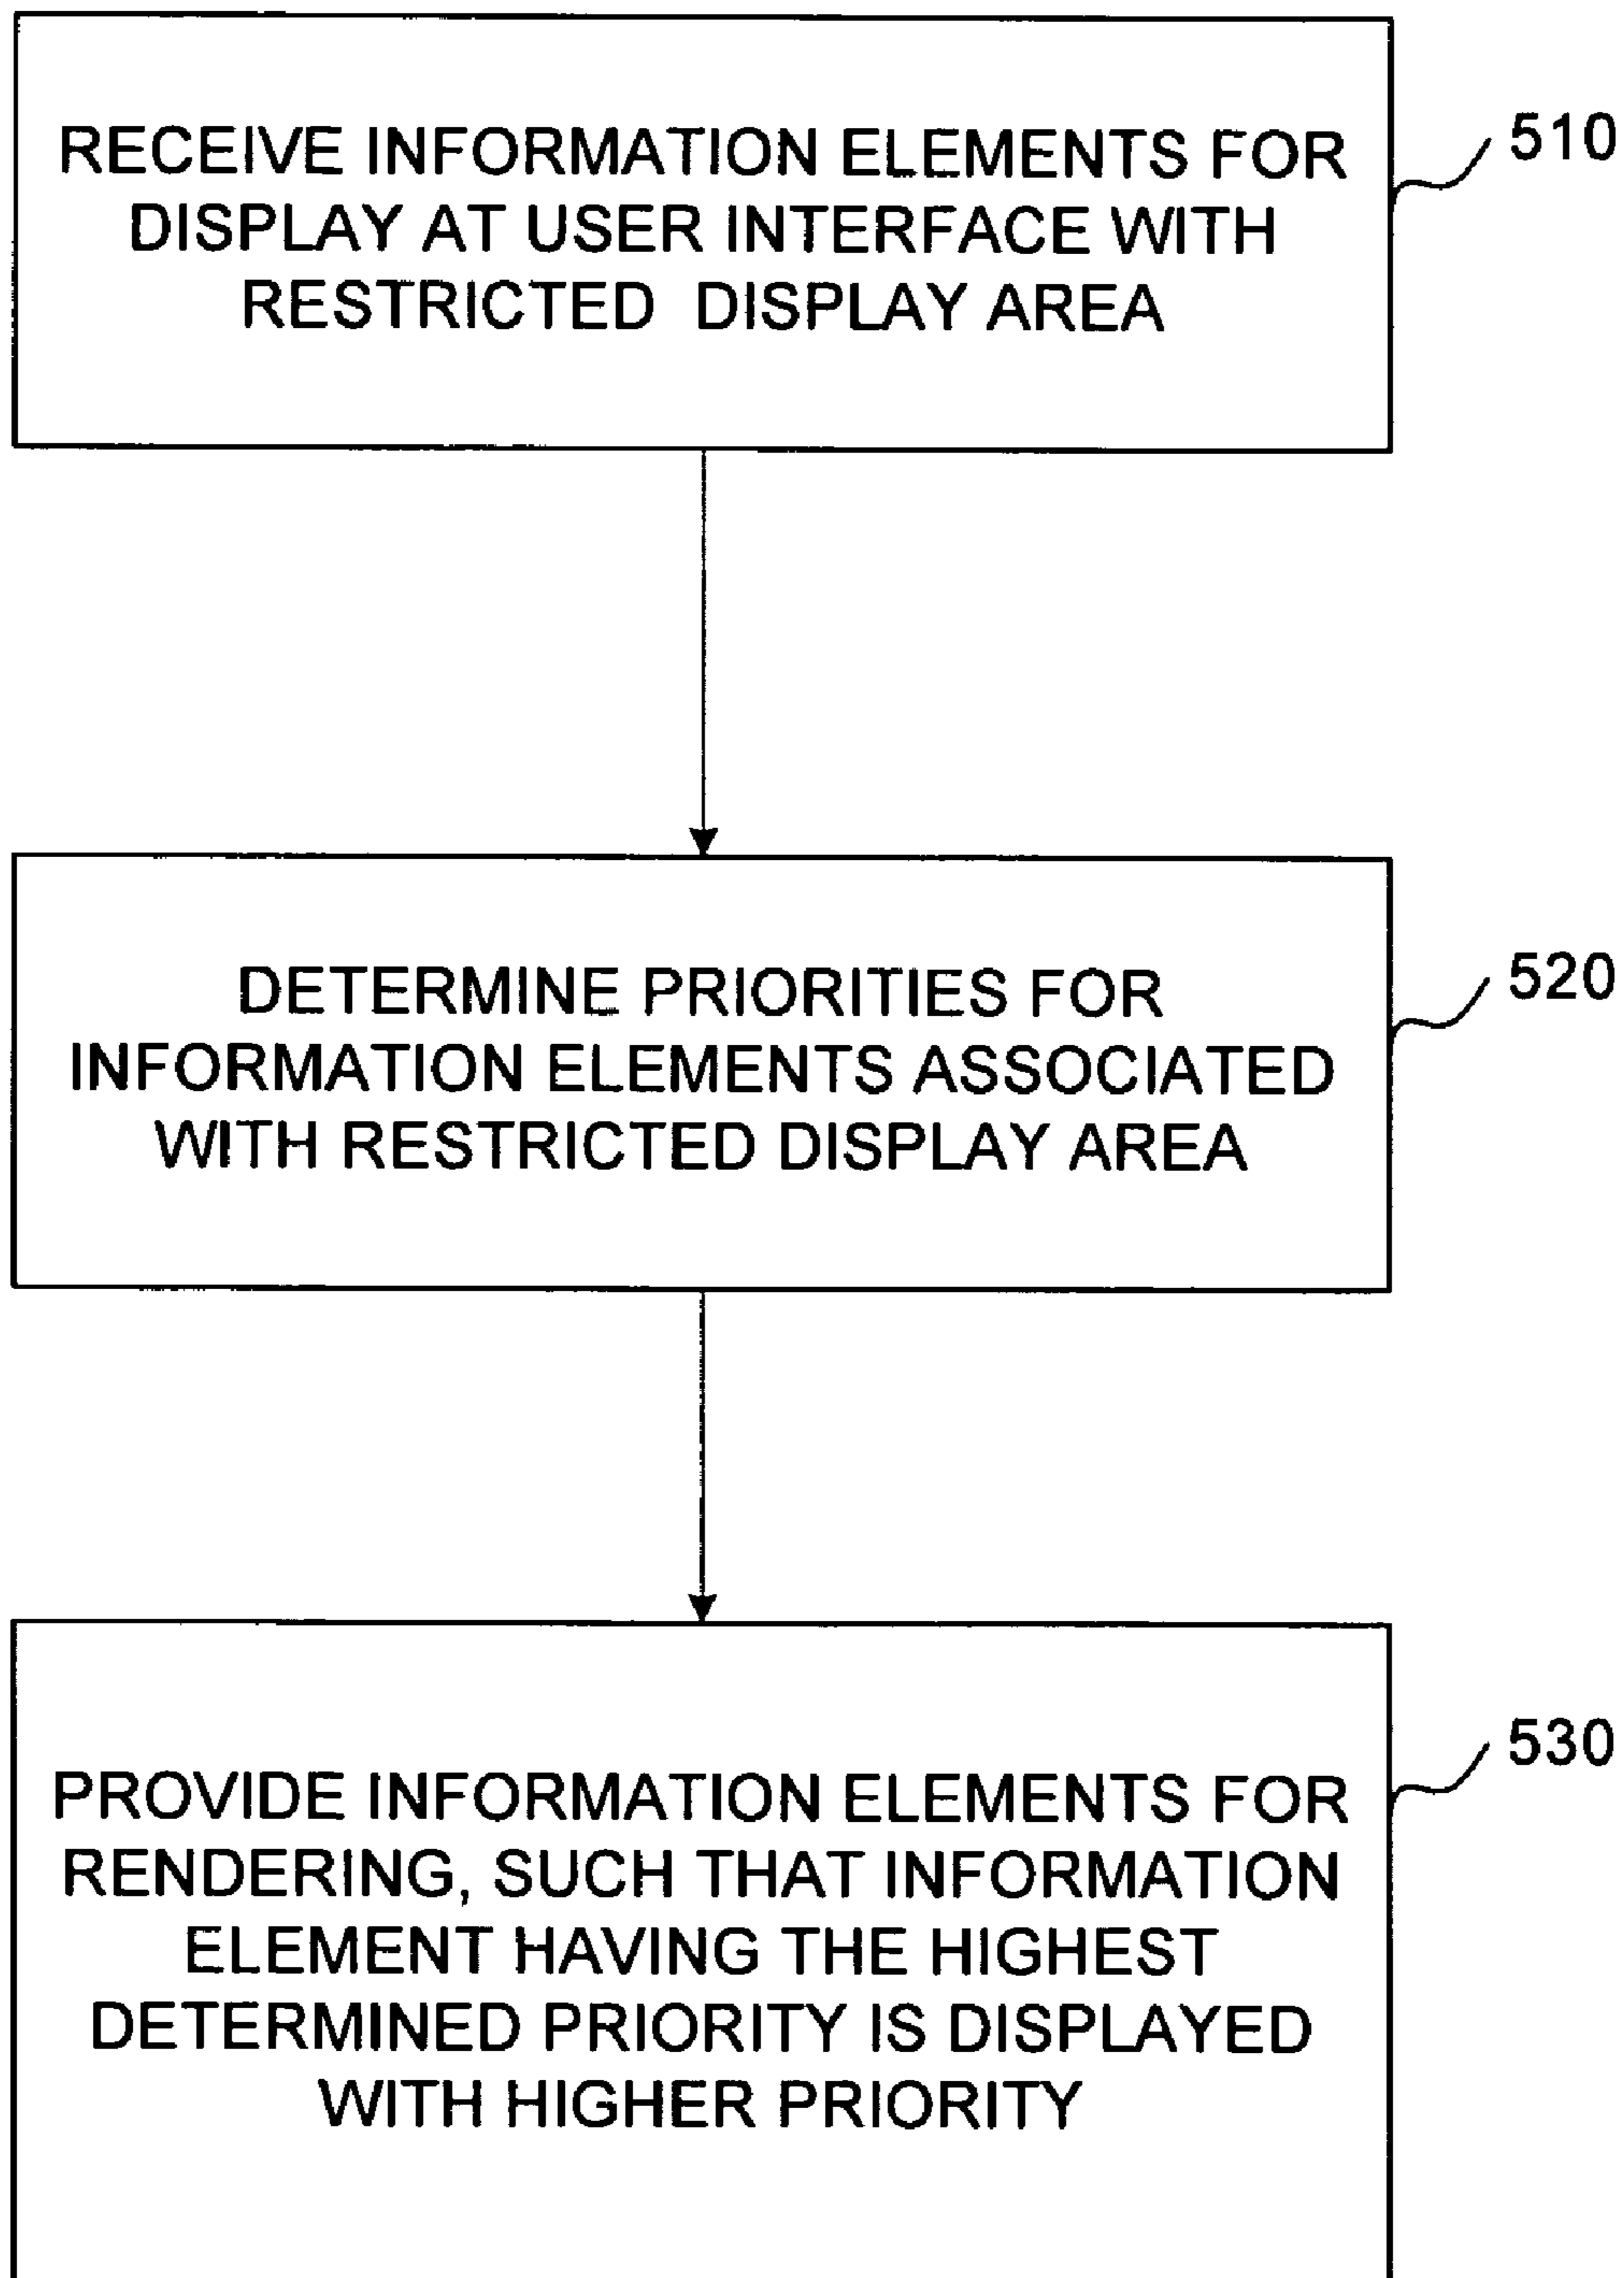 RECEIVE INFORMATION ELEMENTS FOR
DISPLAY AT USER INTERFACE WITH
RESTRICTED DISPLAY AREA
510
DETERMINE PRIORITIES FOR
INFORMATION ELEMENTS ASSOCIATED
WITH RESTRICTED DISPLAY AREA
520
PROVIDE INFORMATION ELEMENTS FOR
RENDERING, SUCH THAT INFORMATION
ELEMENT HAVING THE HIGHEST
DETERMINED PRIORITY IS DISPLAYED
WITH HIGHER PRIORITY
530